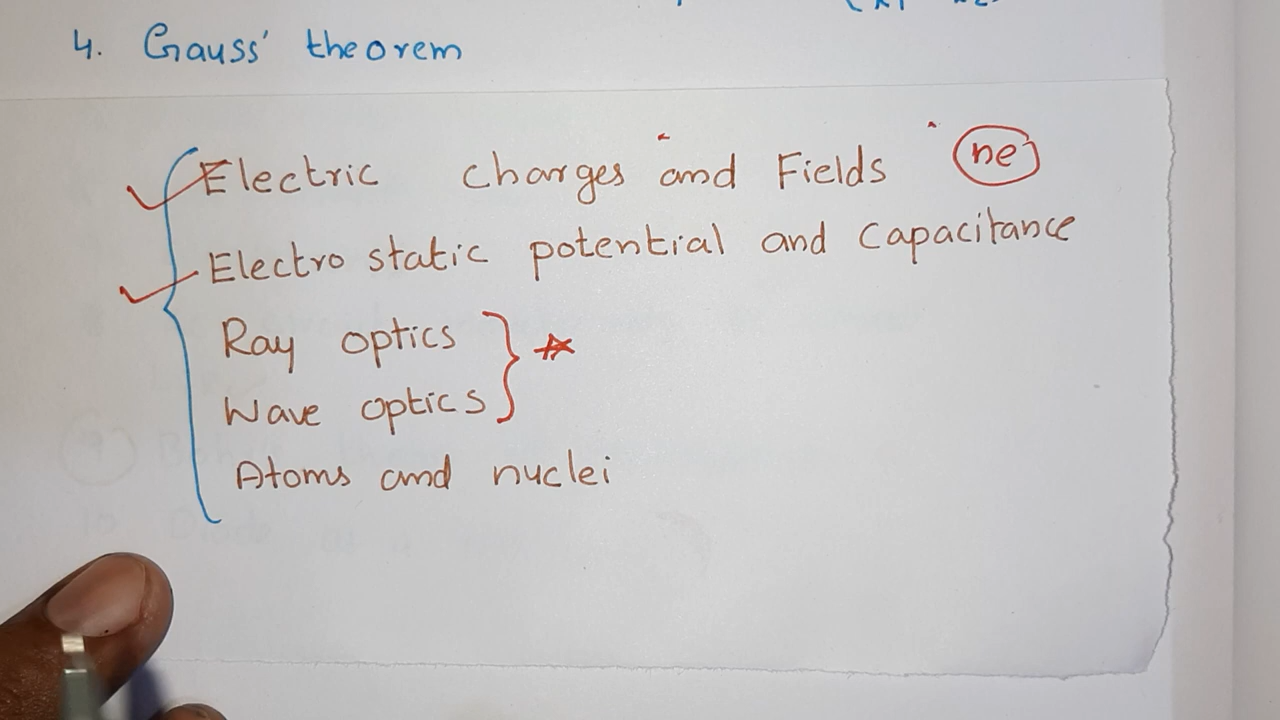 4. Gauss' theorem
Electric charges and Fields ne
Electro static potential and capacitance
Ray optics
Wave optics
Atoms and nuclei